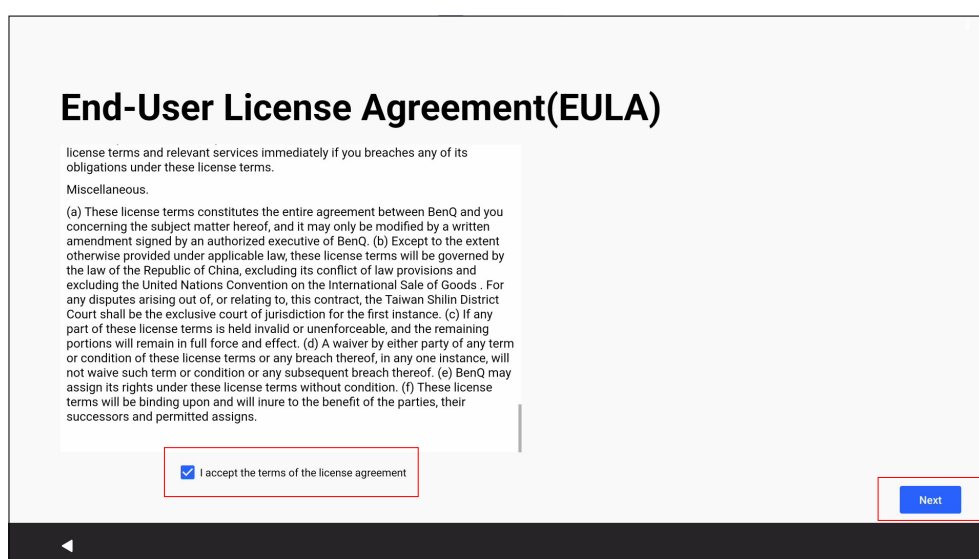 End-User License Agreement(EULA)
license terms and relevant services immediately if you breaches any of its
obligations under these license terms.
Miscellaneous.
(a) These license terms constitutes the entire agreement between BenQ and you
concerning the subject matter hereof, and it may only be modified by a written
amendment signed by an authorized executive of BenQ. (b) Except to the extent
otherwise provided under applicable law, these license terms will be governed by
the law of the Republic of China, excluding its conflict of law provisions and
excluding the United Nations Convention on the International Sale of Goods . For
any disputes arising out of, or relating to, this contract, the Taiwan Shilin District
Court shall be the exclusive court of jurisdiction for the first instance. (c) If any
part of these license terms is held invalid or unenforceable, and the remaining
portions will remain in full force and effect. (d) A waiver by either party of any term
or condition of these license terms or any breach thereof, in any one instance, will
not waive such term or condition or any subsequent breach thereof. (e) BenQ may
assign its rights under these license terms without condition. (f) These license
terms will be binding upon and will inure to the benefit of the parties, their
successors and permitted assigns.
I accept the terms of the license agreement
Next